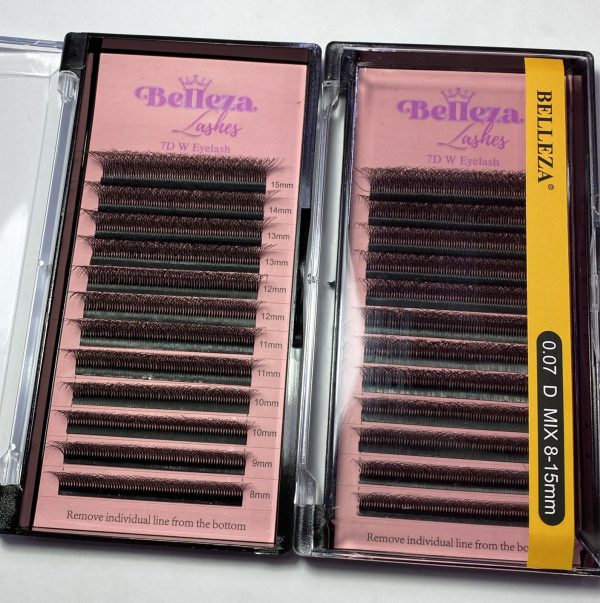 Belleza
Lashes
7D W Eyelash
15mm
14mm
13mm
13mm
12mm
12mm
11mm
11mm
10mm
10mm
9mm
8mm
Remove individual line from the bottom
Belleza
Lashes
7D W Eyelash
Remove individual line from the bottom
BELLEZA®
0.07 D MIX 8-15mm